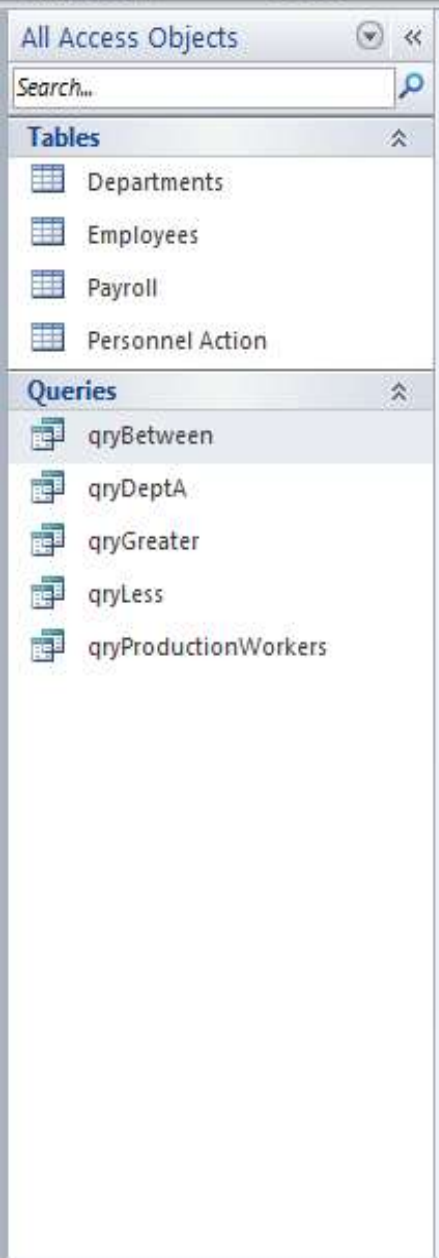 All Access Objects
Search...
Tables
Departments
Employees
Payroll
Personnel Action
Queries
qryBetween
qryDeptA
qryGreater
qryLess
qryProductionWorkers